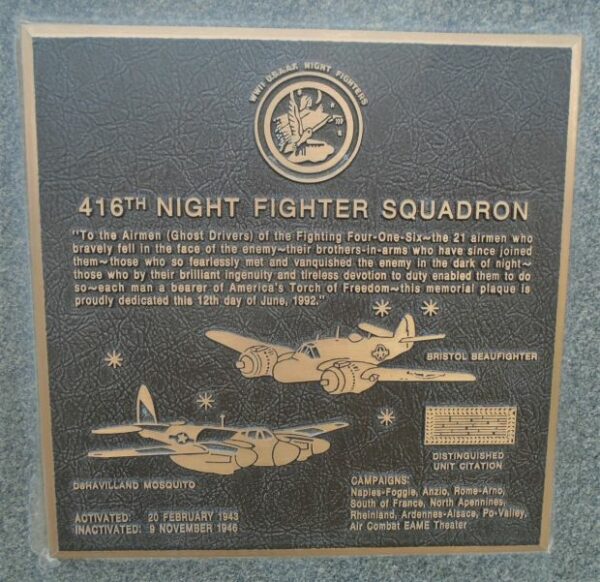 WWII U.S.A.A.F. NIGHT FIGHTERS
416TH NIGHT FIGHTER SQUADRON
"To the Airmen (Ghost Drivers) of the Fighting Four-One-Six~the 21 airmen who
bravely fell in the face of the enemy~their brothers-in-arms who have since joined
them~those who so fearlessly met and vanquished the enemy in the dark of night~
those who by their brilliant ingenuity and tireless devotion to duty enabled them to do
so~each man a bearer of America's Torch of Freedom~this memorial plaque is
proudly dedicated this 12th day of June, 1992."
BRISTOL BEAUFIGHTER
DISTINGUISHED
UNIT CITATION
DeHAVILLAND MOSQUITO
CAMPAIGNS:
Naples-Foggie, Anzio, Rome-Arno,
South of France, North Apennines,
Rheinland, Ardennes-Alsace, Po-Valley,
Air Combat EAME Theater
ACTIVATED: 20 FEBRUARY 1943
INACTIVATED: 9 NOVEMBER 1946